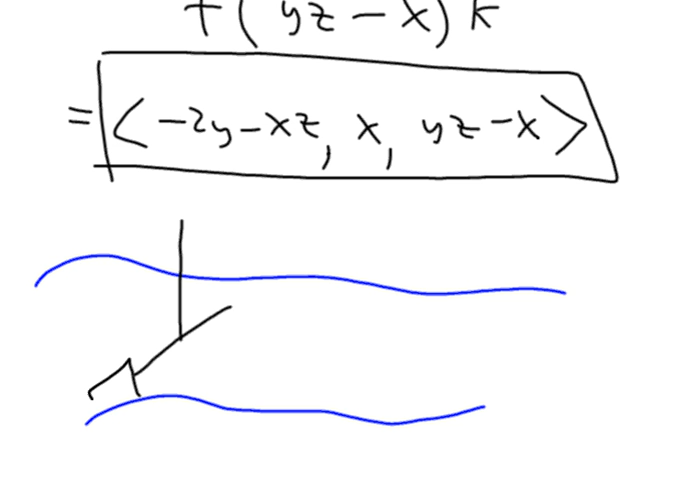 + ( yz - x ) k
= < -2y - xz, x, yz - x >